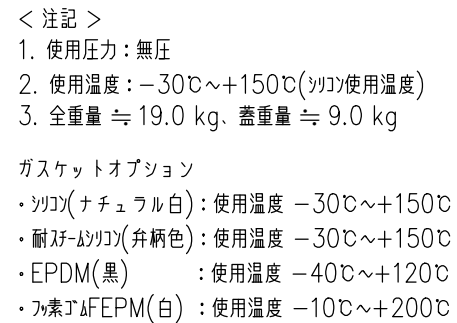 ＜注記＞
1. 使用圧力：無圧
2. 使用温度：－30℃～＋150℃(ｼﾘｺﾝ使用温度)
3. 全重量 ≒ 19.0 kg、蓋重量 ≒ 9.0 kg
ガスケットオプション
・ｼﾘｺﾝ(ナチュラル白)：使用温度 －30℃～＋150℃
・耐ｽﾁｰﾑｼﾘｺﾝ(弁柄色)：使用温度 －30℃～＋150℃
・EPDM(黒)　　　：使用温度 －40℃～＋120℃
・ﾌｯ素ｺﾞﾑFEPM(白)：使用温度 －10℃～＋200℃